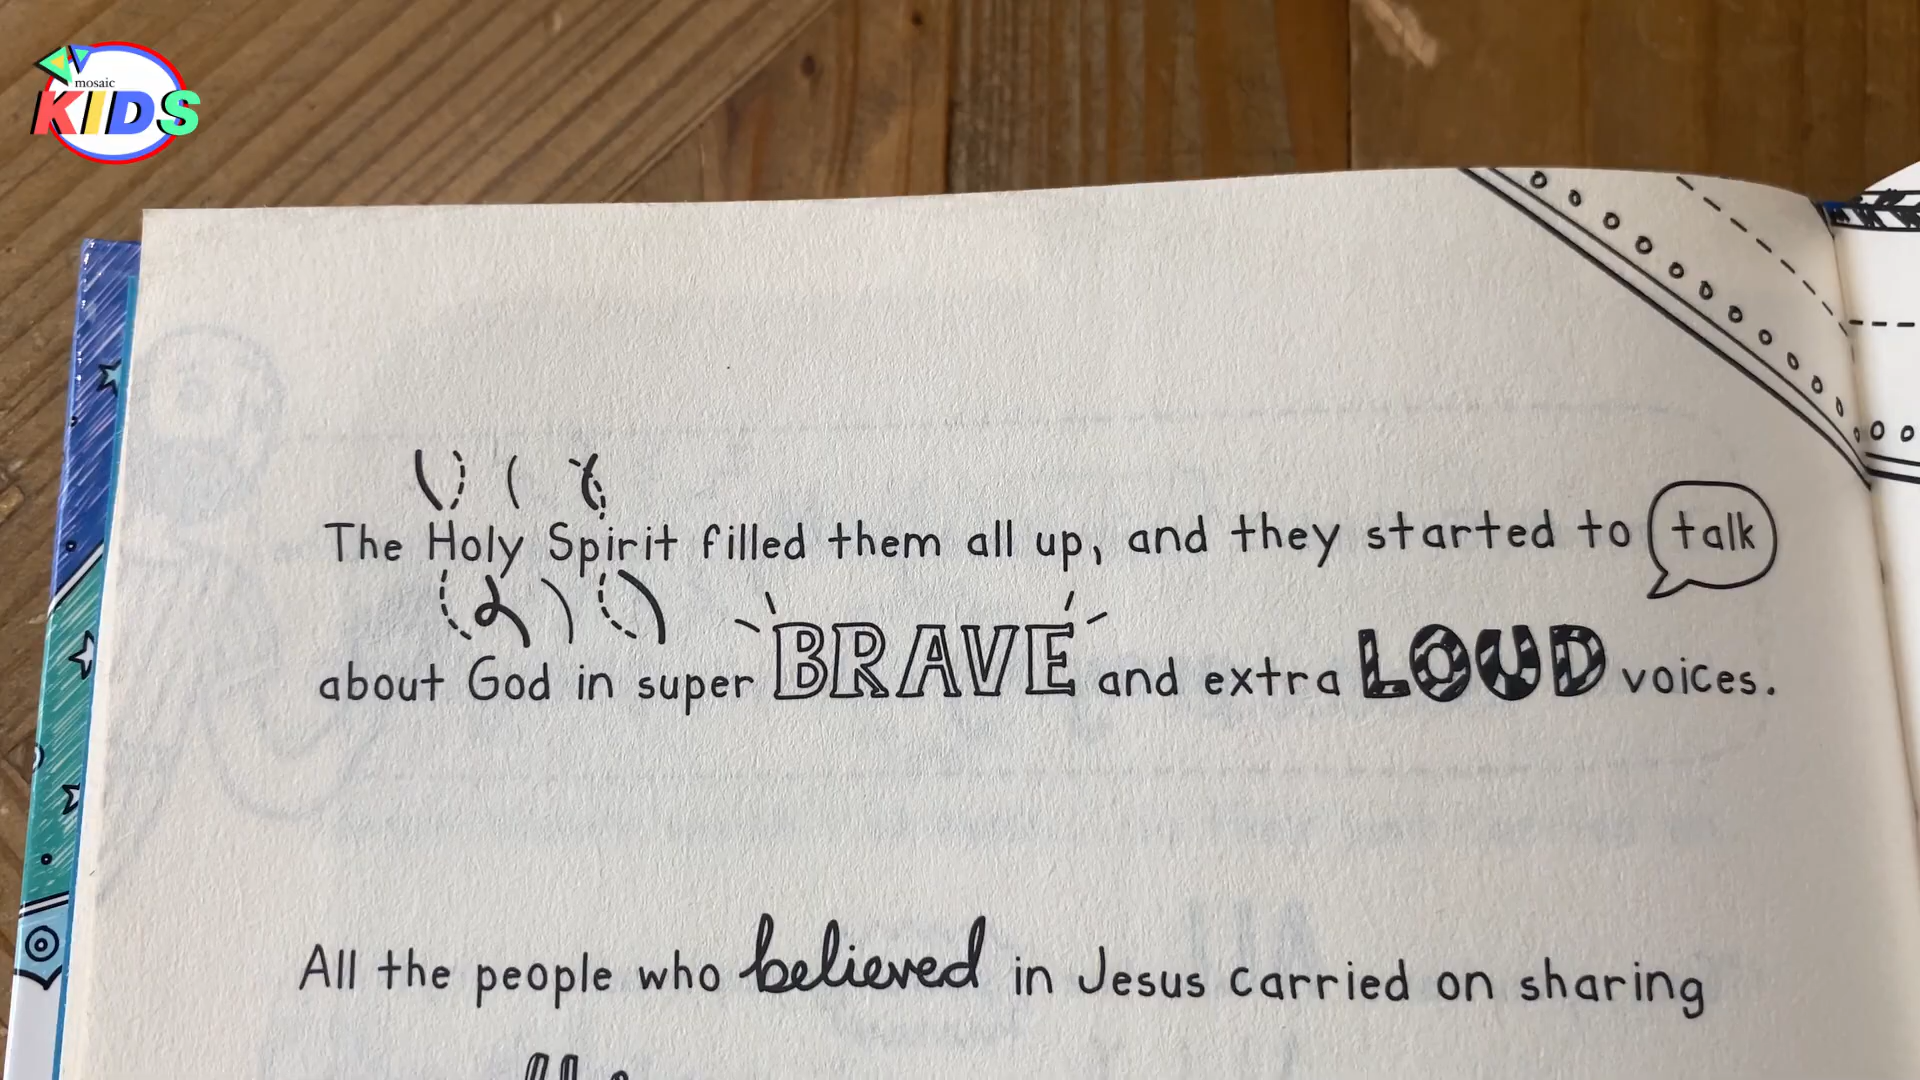 mosaic
KIDS
The Holy Spirit filled them all up, and they started to talk
about God in super BRAVE and extra LOUD voices.
All the people who believed in Jesus carried on sharing